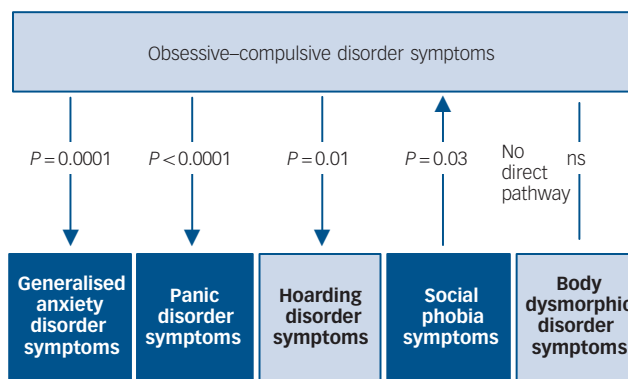 Obsessive–compulsive disorder symptoms
P = 0.0001
P < 0.0001
P = 0.01
P = 0.03
No
direct
pathway
ns
Generalised
anxiety
disorder
symptoms
Panic
disorder
symptoms
Hoarding
disorder
symptoms
Social
phobia
symptoms
Body
dysmorphic
disorder
symptoms